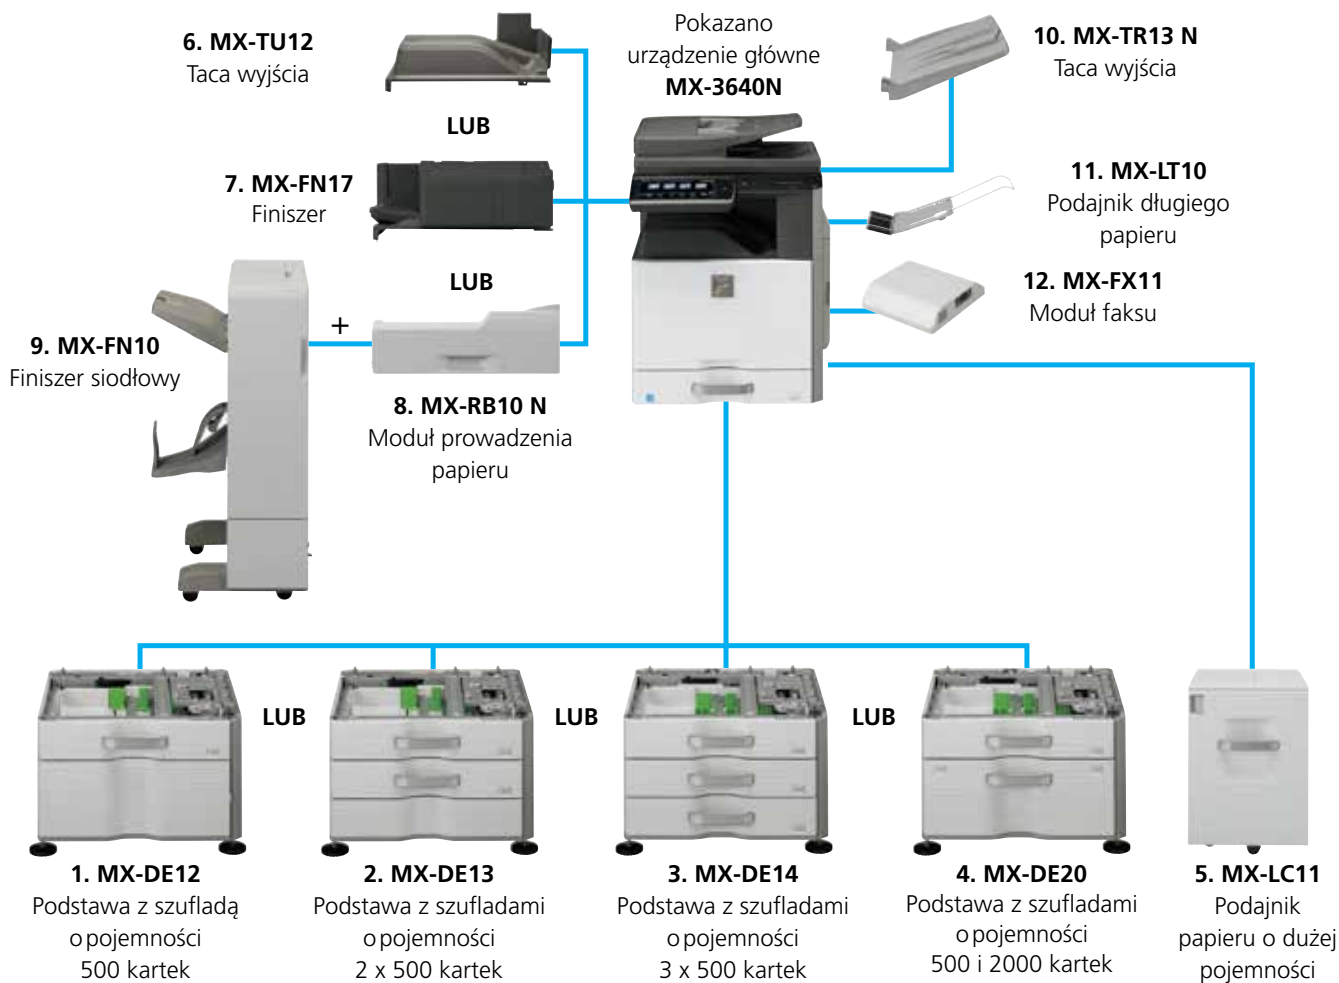 6. MX-TU12
Taca wyjścia
LUB
7. MX-FN17
Finiszer
LUB
9. MX-FN10
Finiszer siodłowy
+
8. MX-RB10 N
Moduł prowadzenia
papieru
Pokazano
urządzenie główne
MX-3640N
10. MX-TR13 N
Taca wyjścia
11. MX-LT10
Podajnik długiego
papieru
12. MX-FX11
Moduł faksu
LUB
LUB
LUB
1. MX-DE12
Podstawa z szufladą
o pojemności
500 kartek
2. MX-DE13
Podstawa z szufladami
o pojemności
2 x 500 kartek
3. MX-DE14
Podstawa z szufladami
o pojemności
3 x 500 kartek
4. MX-DE20
Podstawa z szufladami
o pojemności
500 i 2000 kartek
5. MX-LC11
Podajnik
papieru o dużej
pojemności